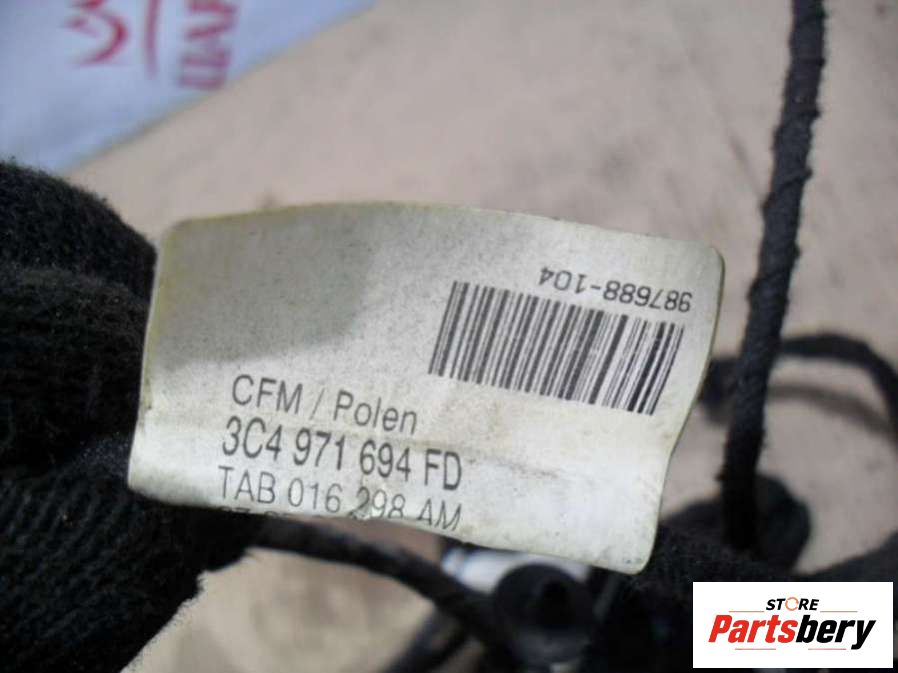 987688-104
CFM / Polen
3C4 971 694 FD
TAB 016 298 AM
STORE
Partsbery